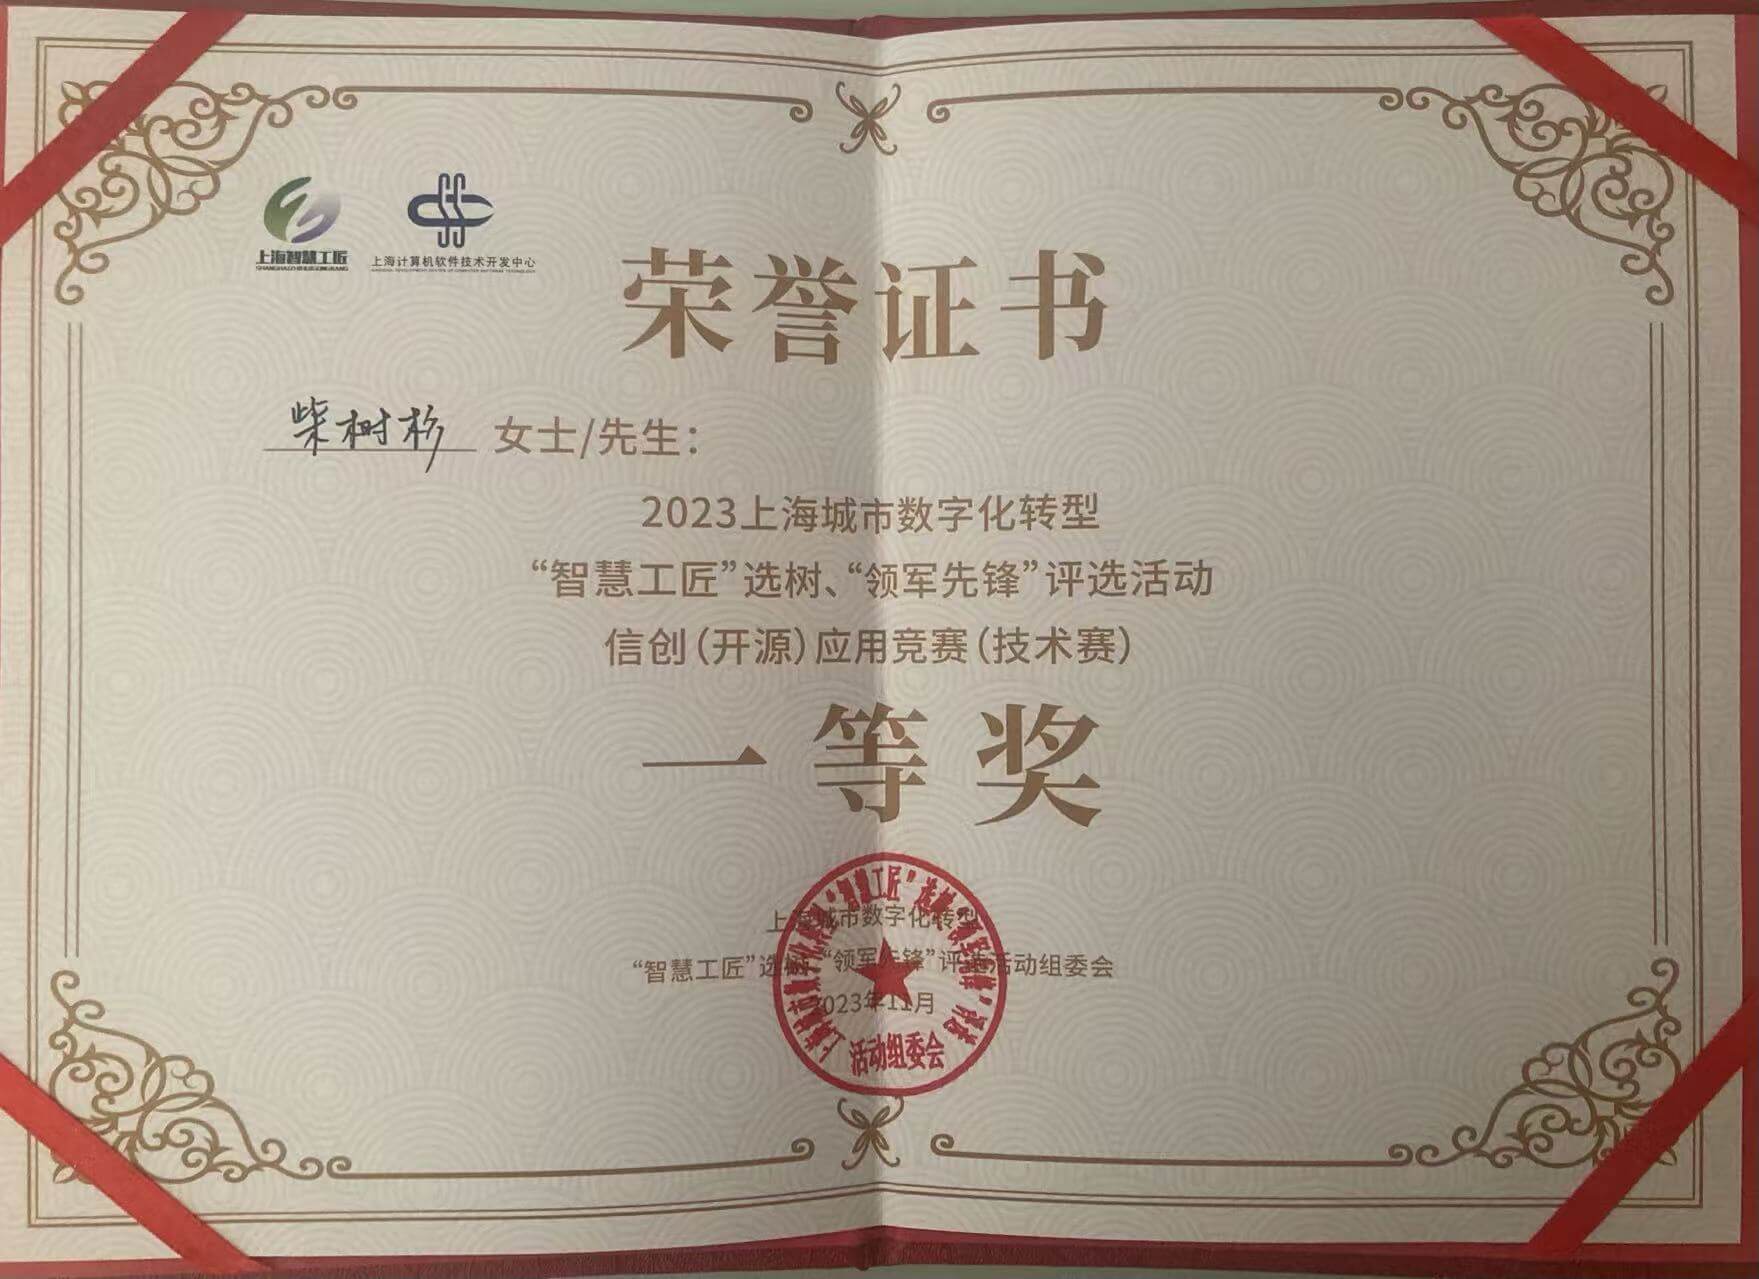 上海智慧工匠
上海计算机软件技术开发中心
荣誉证书
柴树杉 女士/先生：
2023上海城市数字化转型
“智慧工匠”选树、“领军先锋”评选活动
信创（开源）应用竞赛（技术赛）
一等奖
上海城市数字化转型
“智慧工匠”选树、“领军先锋”评选活动组委会
2023年11月
上海城市数字化转型“智慧工匠”选树、“领军先锋”评选
活动组委会